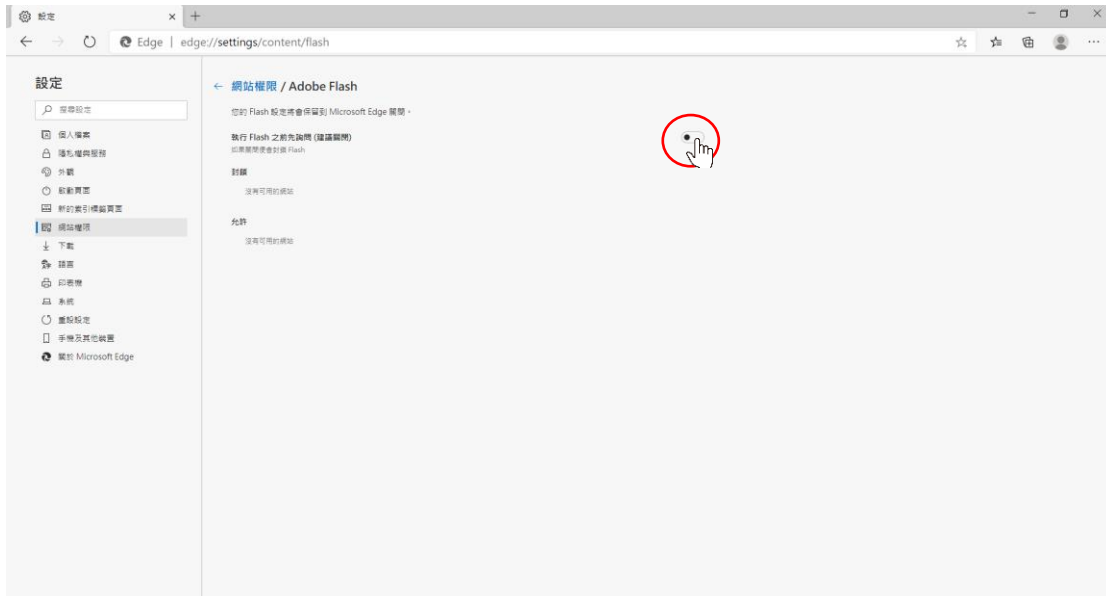 設定
Edge | edge://settings/content/flash
設定
搜尋設定
個人檔案
隱私權與服務
外觀
啟動頁面
新的索引標籤頁面
網站權限
下載
語言
印表機
系統
重設設定
手機及其他裝置
關於 Microsoft Edge
← 網站權限 / Adobe Flash
您的 Flash 設定將會保留到 Microsoft Edge 關閉。
執行 Flash 之前先詢問 (建議關閉)
如果關閉便會封鎖 Flash
封鎖
沒有可用的網站
允許
沒有可用的網站